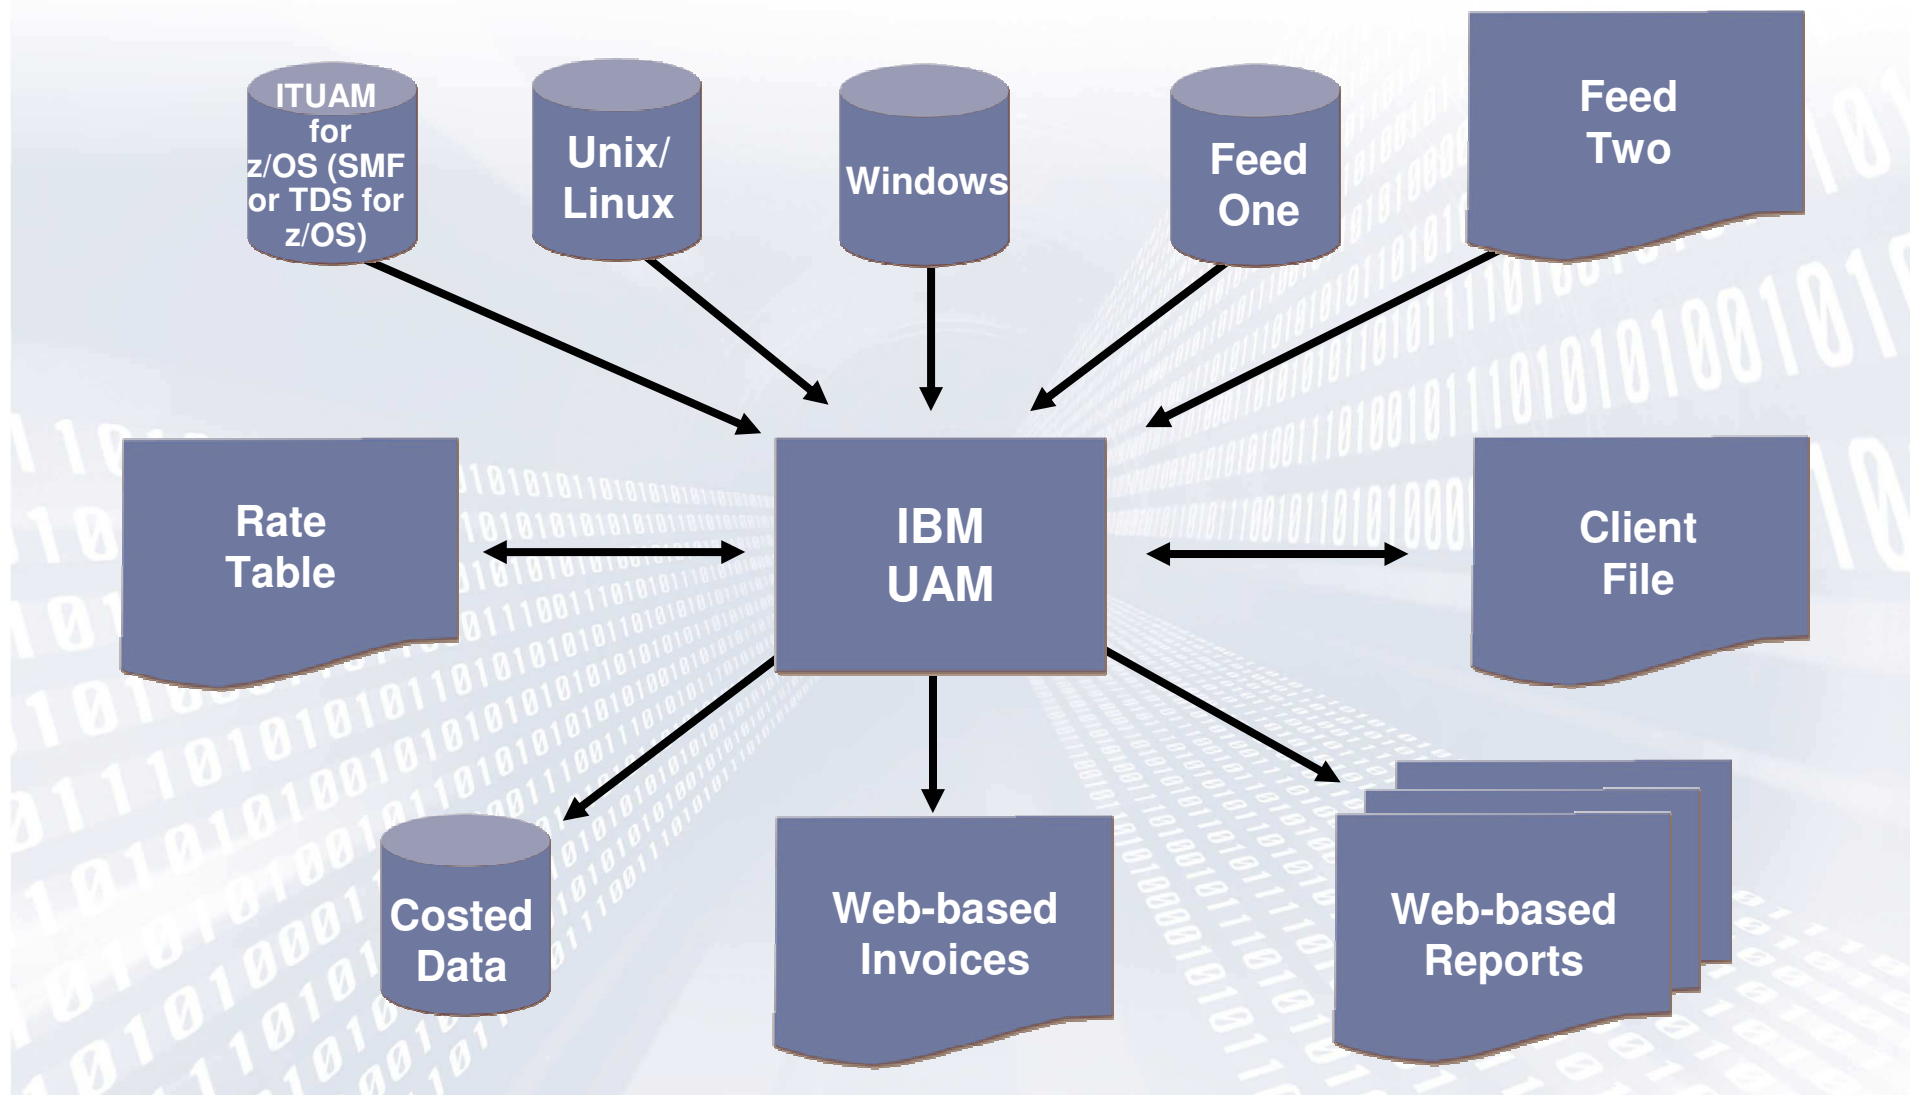 ITUAM
for
z/OS (SMF
or TDS for
z/OS)
Unix/
Linux
Windows
Feed
One
Feed
Two
Rate
Table
IBM
UAM
Client
File
Costed
Data
Web-based
Invoices
Web-based
Reports